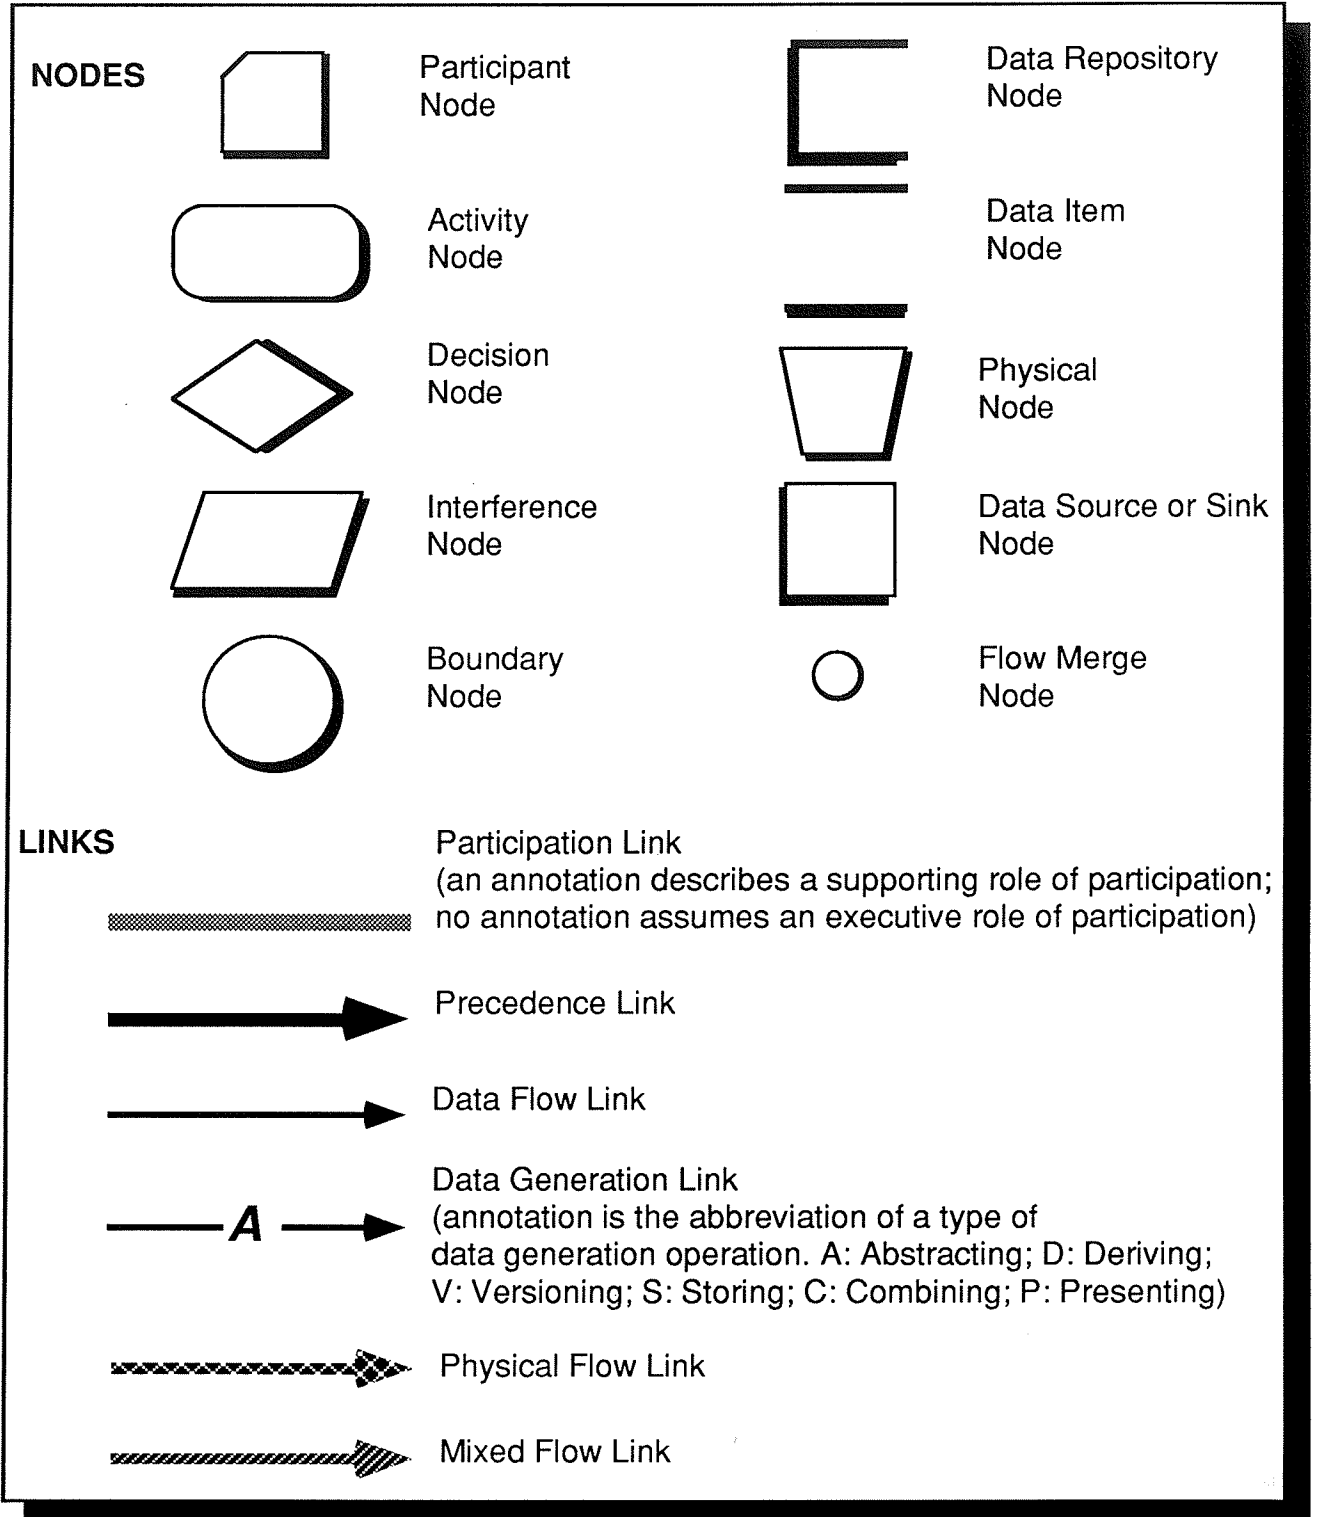 NODES
Participant
Node
Data Repository
Node
Activity
Node
Data Item
Node
Decision
Node
Physical
Node
Interference
Node
Data Source or Sink
Node
Boundary
Node
Flow Merge
Node
LINKS
Participation Link
(an annotation describes a supporting role of participation;
no annotation assumes an executive role of participation)
Precedence Link
Data Flow Link
A
Data Generation Link
(annotation is the abbreviation of a type of
data generation operation. A: Abstracting; D: Deriving;
V: Versioning; S: Storing; C: Combining; P: Presenting)
Physical Flow Link
Mixed Flow Link